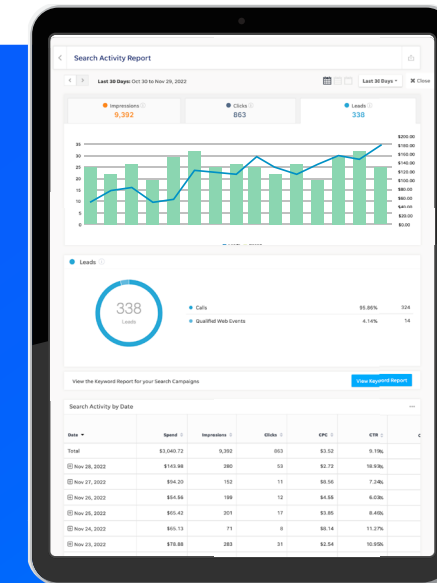 Search Activity Report
Last 30 Days: Oct 30 to Nov 29, 2022
Last 30 Days
Close
Impressions
Clicks
Leads
9,392
863
338
35
30
25
20
15
10
5
0
$200.00
$180.00
$160.00
$140.00
$120.00
$100.00
$80.00
$60.00
$40.00
$20.00
$0.00
Leads
338
Leads
Calls 95.86% 324
Qualified Web Events 4.14% 14
View the Keyword Report for your Search Campaigns
View Keyword Report
Search Activity by Date
Date Spend Impressions Clicks CPC CTR C
Total $3,040.72 9,392 863 $3.52 9.19%
Nov 28, 2022 $143.98 280 53 $2.72 18.93%
Nov 27, 2022 $94.20 152 11 $8.56 7.24%
Nov 26, 2022 $54.56 199 12 $4.55 6.03%
Nov 25, 2022 $65.42 201 17 $3.85 8.46%
Nov 24, 2022 $65.13 71 8 $8.14 11.27%
Nov 23, 2022 $78.88 283 31 $2.54 10.95%